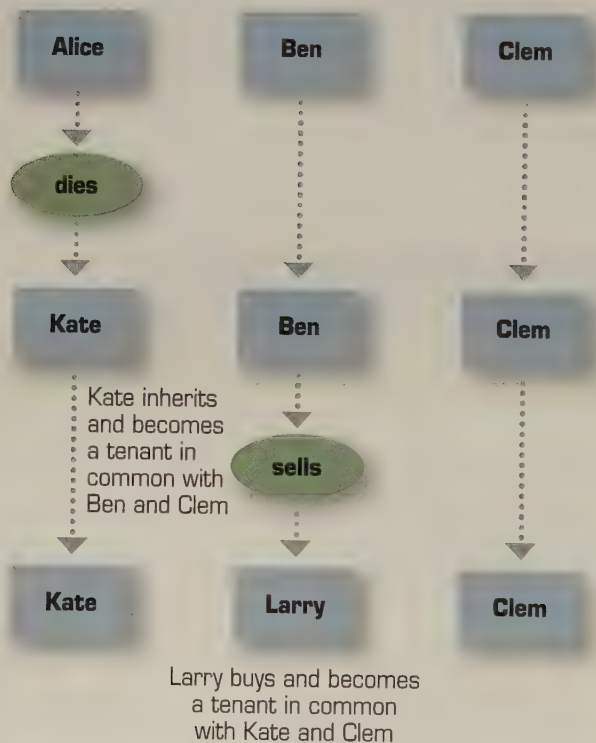 Alice Ben Clem
dies
Kate Ben Clem
Kate inherits
and becomes
a tenant in
common with
Ben and Clem
sells
Kate Larry Clem
Larry buys and becomes
a tenant in common
with Kate and Clem